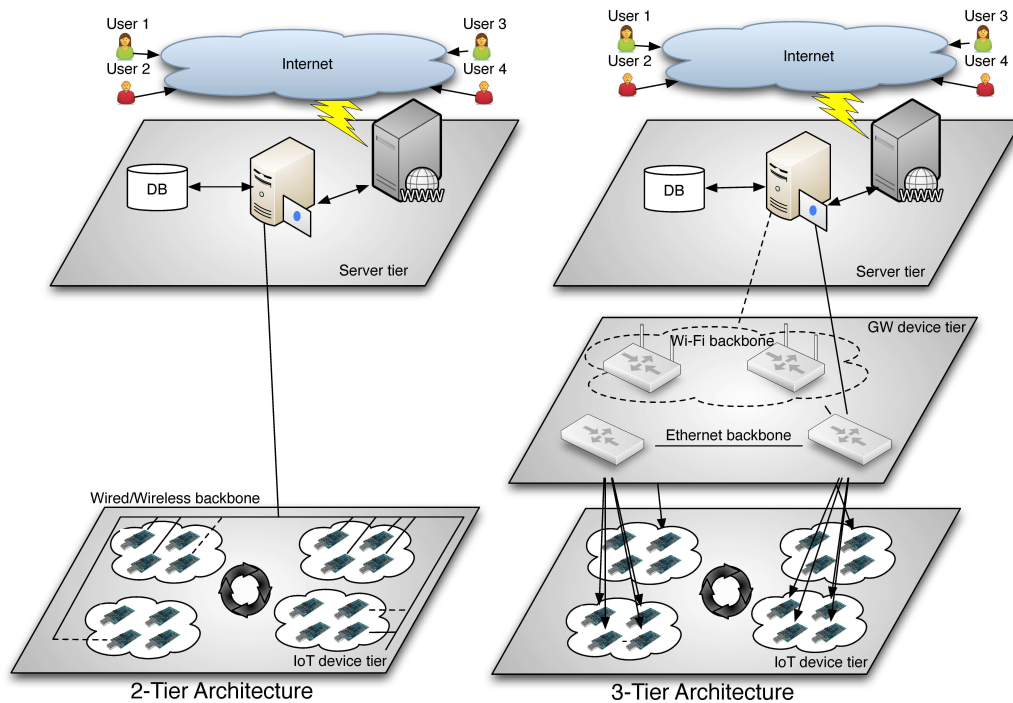 User 1
User 3
Internet
User 2
User 4
DB
WWW
Server tier
Wired/Wireless backbone
IoT device tier
2-Tier Architecture
User 1
User 3
Internet
User 2
User 4
DB
WWW
Server tier
GW device tier
Wi-Fi backbone
Ethernet backbone
IoT device tier
3-Tier Architecture